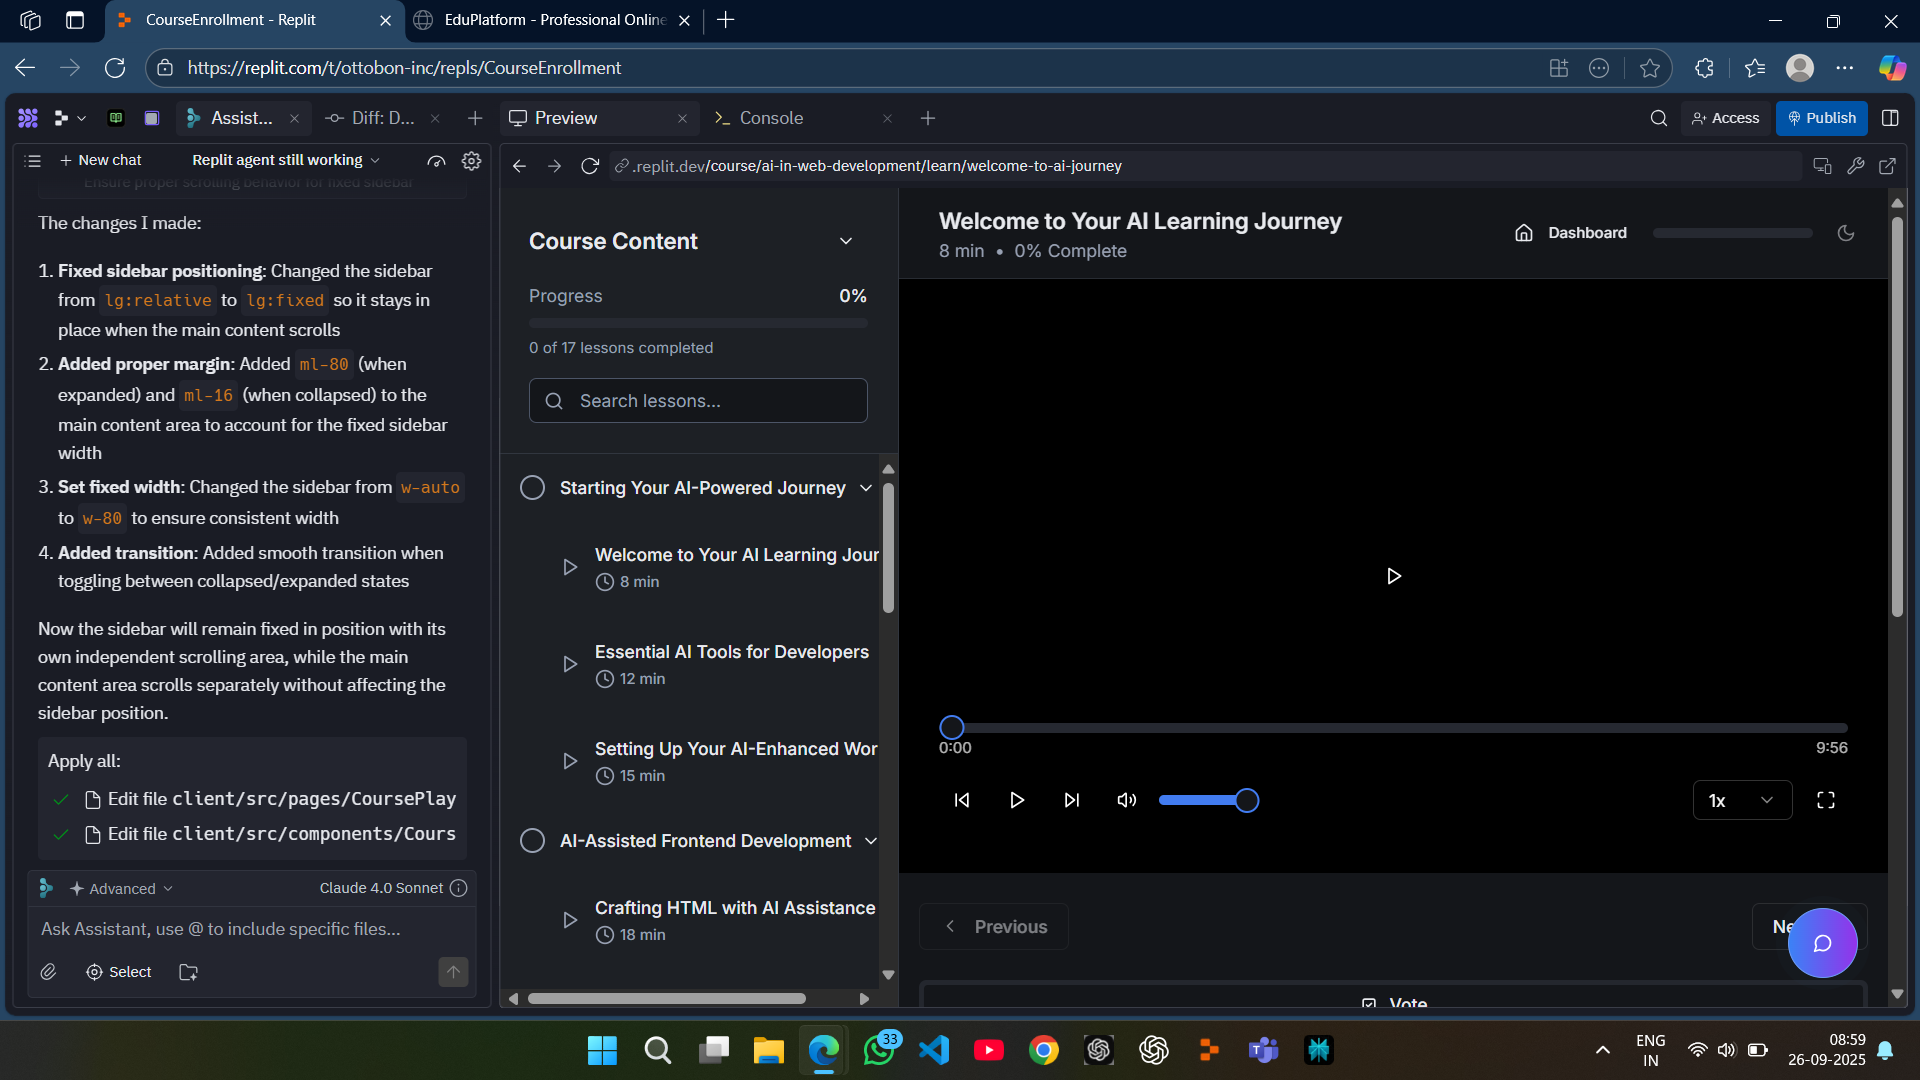 CourseEnrollment - Replit
EduPlatform - Professional Online
https://replit.com/t/ottobon-inc/repls/CourseEnrollment
Assist...
Diff: D...
Preview
Console
Access
Publish
New chat
Replit agent still working
.replit.dev/course/ai-in-web-development/learn/welcome-to-ai-journey
Ensure proper scrolling behavior for fixed sidebar
The changes I made:
1. Fixed sidebar positioning: Changed the sidebar
from lg:relative to lg:fixed so it stays in
place when the main content scrolls
2. Added proper margin: Added ml-80 (when
expanded) and ml-16 (when collapsed) to the
main content area to account for the fixed sidebar
width
3. Set fixed width: Changed the sidebar from w-auto
to w-80 to ensure consistent width
4. Added transition: Added smooth transition when
toggling between collapsed/expanded states
Now the sidebar will remain fixed in position with its
own independent scrolling area, while the main
content area scrolls separately without affecting the
sidebar position.
Apply all:
Edit file client/src/pages/CoursePlay
Edit file client/src/components/Cours
Advanced
Claude 4.0 Sonnet
Ask Assistant, use @ to include specific files...
Select
Course Content
Progress
0%
0 of 17 lessons completed
Search lessons...
Starting Your AI-Powered Journey
Welcome to Your AI Learning Jour
8 min
Essential AI Tools for Developers
12 min
Setting Up Your AI-Enhanced Wor
15 min
AI-Assisted Frontend Development
Crafting HTML with AI Assistance
18 min
Welcome to Your AI Learning Journey
8 min • 0% Complete
Dashboard
0:00
9:56
1x
Previous
Ne
Vote
33
ENG
IN
08:59
26-09-2025